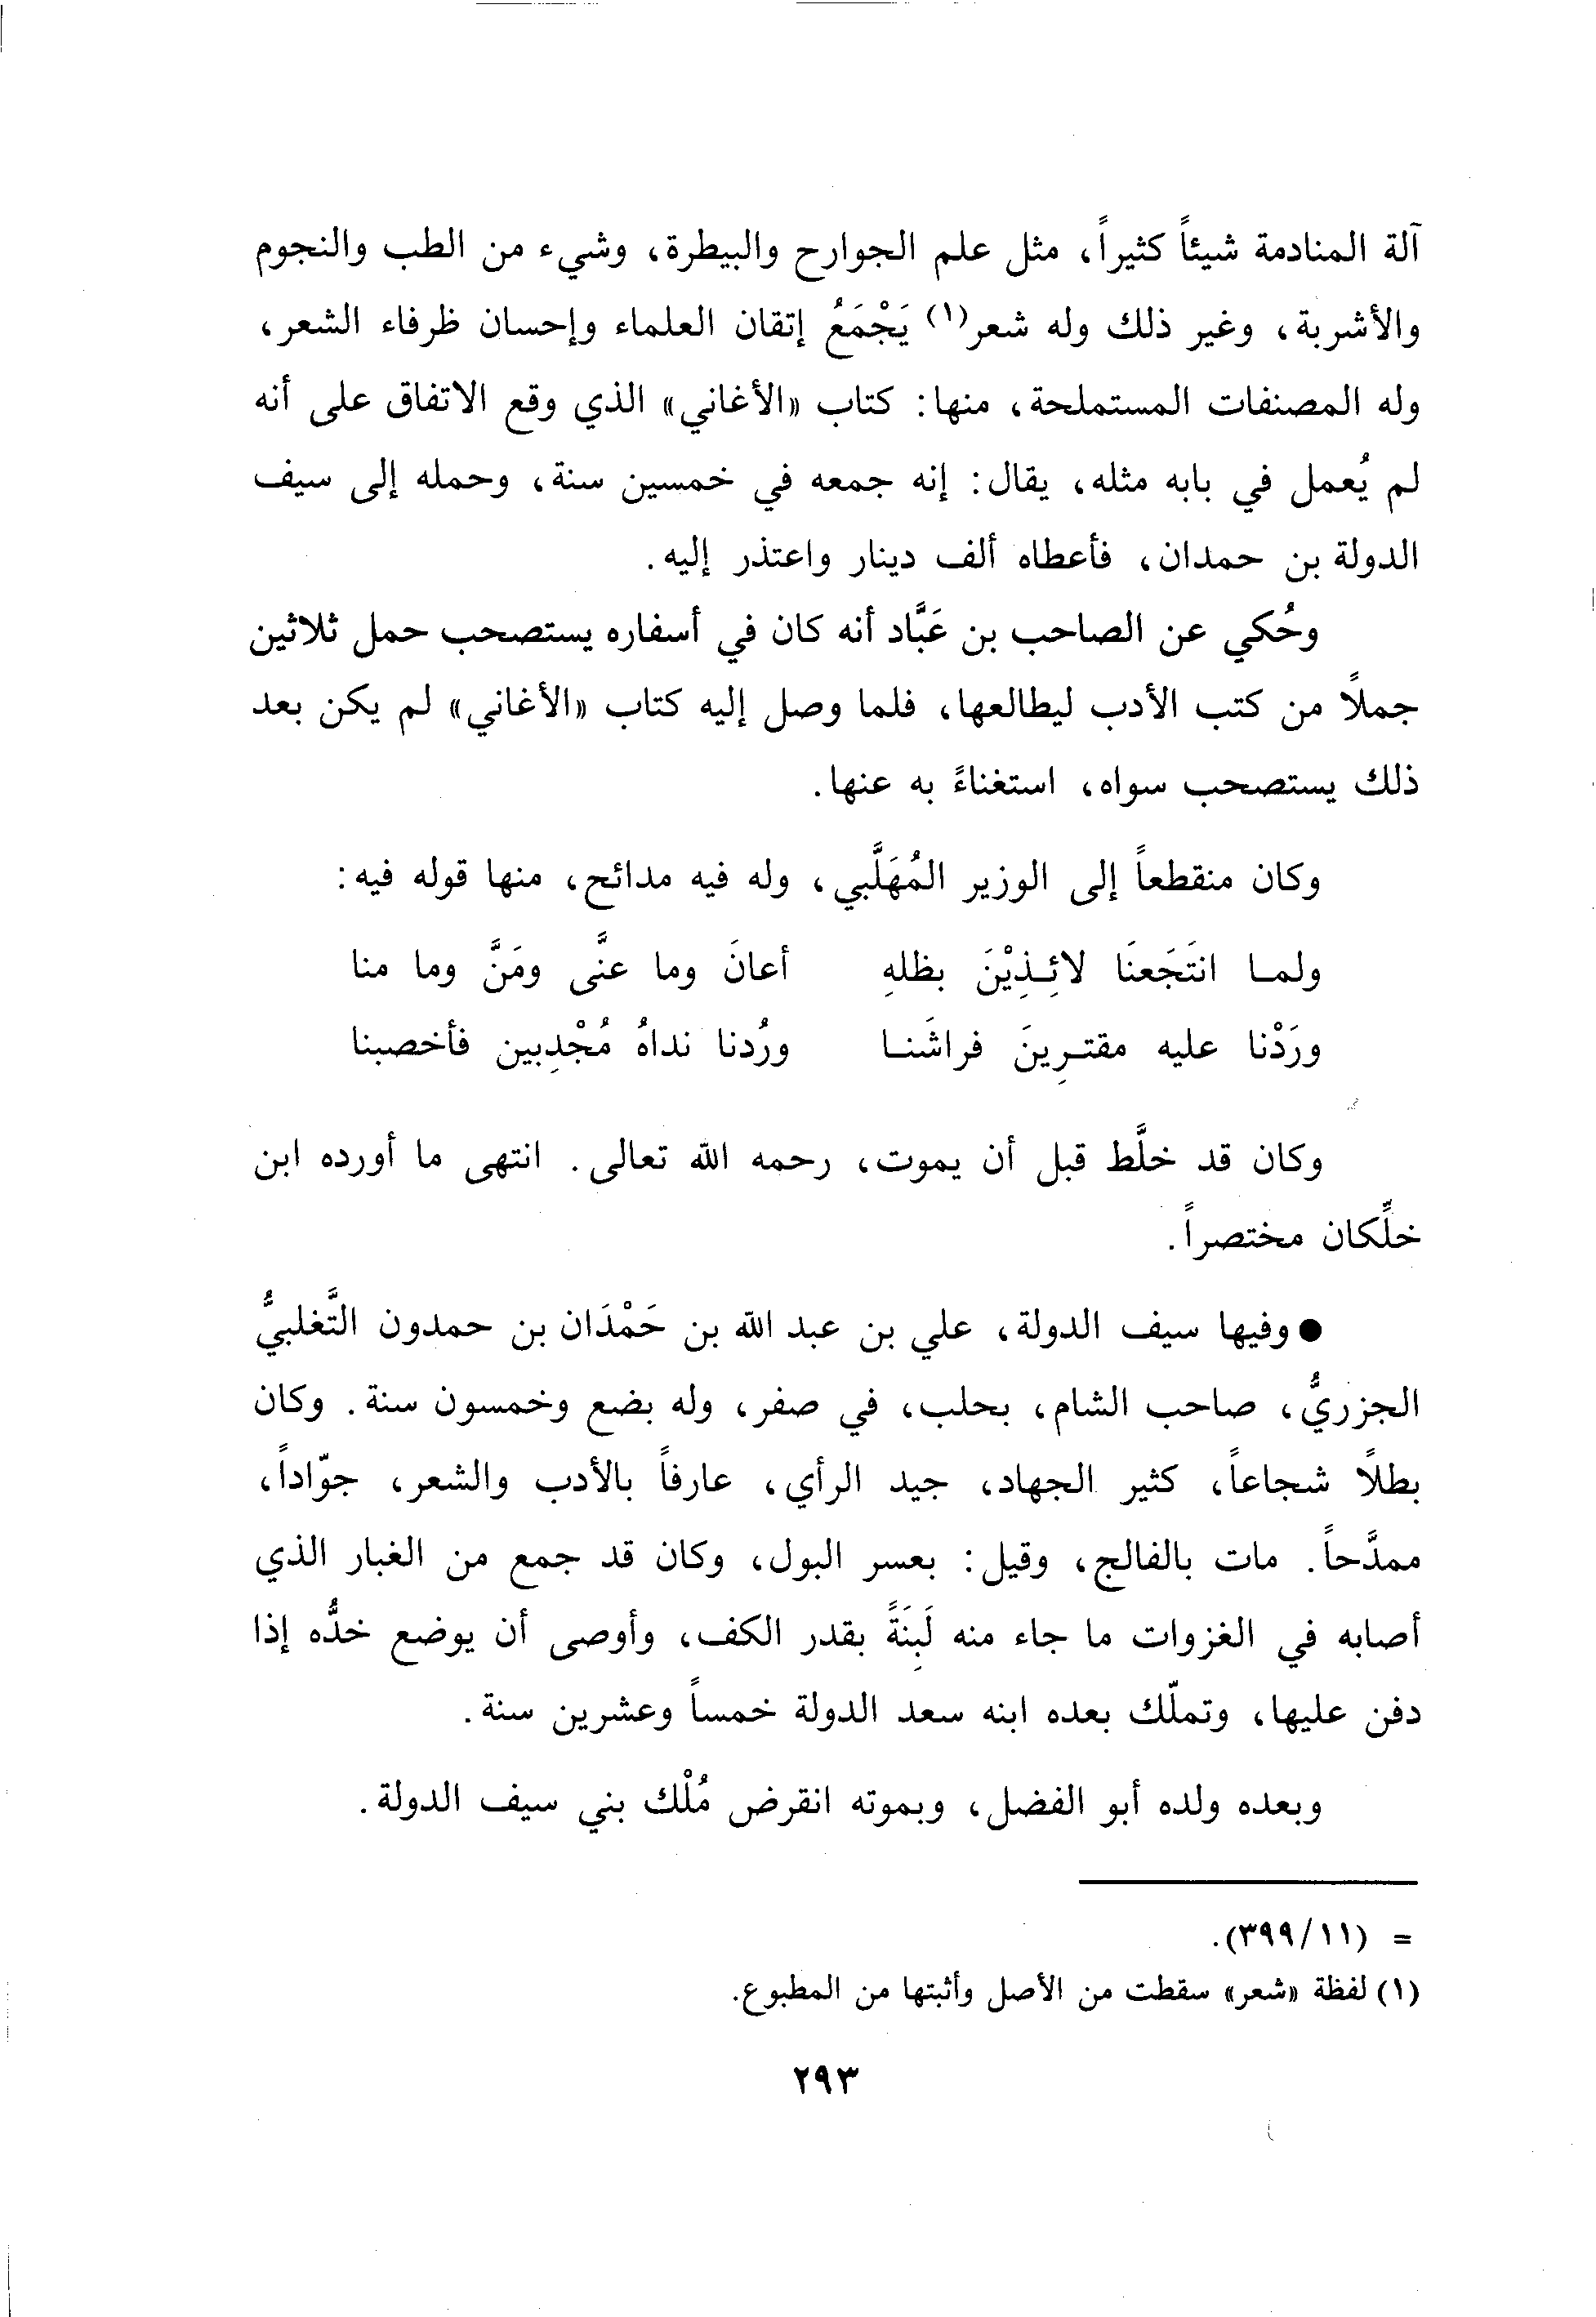 آلة المنادمة شيئاً كثيراً، مثل علم الجوارح والبيطرة، وشيء من الطب والنجوم
والأشربة، وغير ذلك وله شعر(١) يَجْمَعُ إتقان العلماء وإحسان ظرفاء الشعر،
وله المصنفات المستملحة، منها: كتاب «الأغاني» الذي وقع الاتفاق على أنه
لم يُعمل في بابه مثله، يقال: إنه جمعه في خمسين سنة، وحمله إلى سيف
الدولة بن حمدان، فأعطاه ألف دينار واعتذر إليه.
وحُكي عن الصاحب بن عَبَّاد أنه كان في أسفاره يستصحب حمل ثلاثين
جملاً من كتب الأدب ليطالعها، فلما وصل إليه كتاب «الأغاني» لم يكن بعد
ذلك يستصحب سواه، استغناءً به عنها.
وكان منقطعاً إلى الوزير المُهَلَّبي، وله فيه مدائح، منها قوله فيه:
ولمـا انتَجَعنَا لائِـذِيْنَ بظلهِ أعانَ وما عنَّى ومَنَّ وما منا
ورَدْنا عليه مقتـرِينَ فراشَنـا ورُدنا نداهُ مُجْدِبين فأخصبنا
وكان قد خلَّط قبل أن يموت، رحمه الله تعالى. انتهى ما أورده ابن
خلِّكان مختصراً.
● وفيها سيف الدولة، علي بن عبد الله بن حَمْدَان بن حمدون التَّغلبيُّ
الجزريُّ، صاحب الشام، بحلب، في صفر، وله بضع وخمسون سنة. وكان
بطلاً شجاعاً، كثير الجهاد، جيد الرأي، عارفاً بالأدب والشعر، جوّاداً،
ممدَّحاً. مات بالفالج، وقيل: بعسر البول، وكان قد جمع من الغبار الذي
أصابه في الغزوات ما جاء منه لَبِنَةً بقدر الكف، وأوصى أن يوضع خدُّه إذا
دفن عليها، وتملّك بعده ابنه سعد الدولة خمساً وعشرين سنة.
وبعده ولده أبو الفضل، وبموته انقرض مُلْك بني سيف الدولة.
= (٣٩٩/١١).
(١) لفظة «شعر» سقطت من الأصل وأثبتها من المطبوع.
٢٩٣